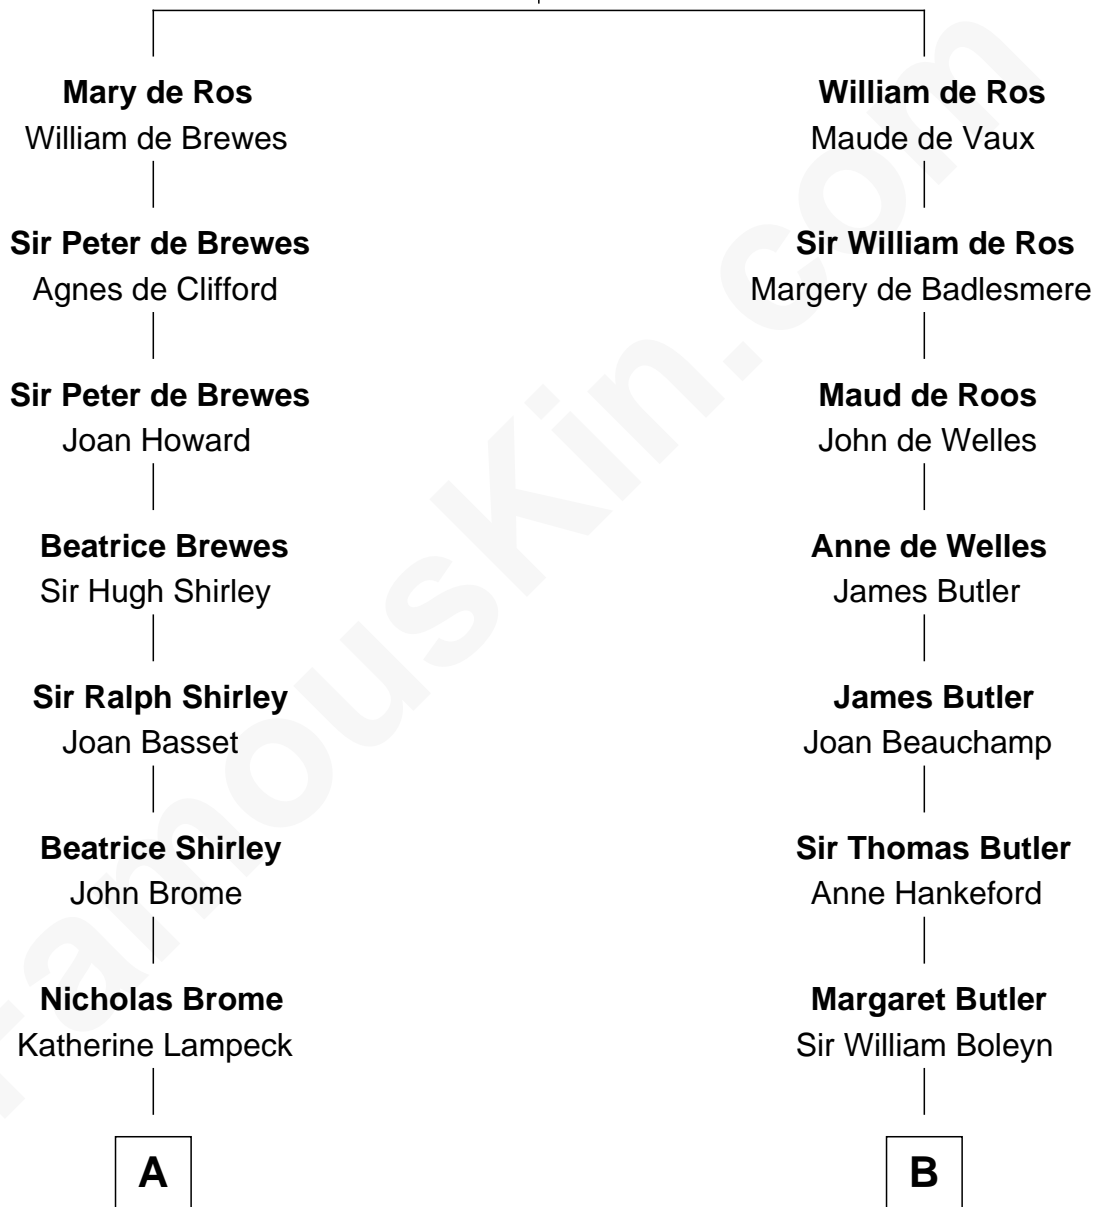 Mary de Ros
William de Brewes
William de Ros
Maude de Vaux
Sir Peter de Brewes
Agnes de Clifford
Sir William de Ros
Margery de Badlesmere
Sir Peter de Brewes
Joan Howard
Maud de Roos
John de Welles
Beatrice Brewes
Sir Hugh Shirley
Anne de Welles
James Butler
Sir Ralph Shirley
Joan Basset
James Butler
Joan Beauchamp
Beatrice Shirley
John Brome
Sir Thomas Butler
Anne Hankeford
Nicholas Brome
Katherine Lampeck
Margaret Butler
Sir William Boleyn
A
B
FamousKin.com